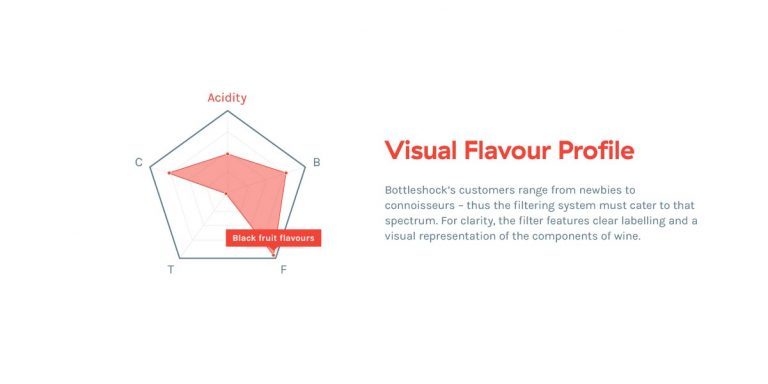 Acidity
C
B
Black fruit flavours
T
F
Visual Flavour Profile
Bottleshock's customers range from newbies to
connoisseurs – thus the filtering system must cater to that
spectrum. For clarity, the filter features clear labelling and a
visual representation of the components of wine.